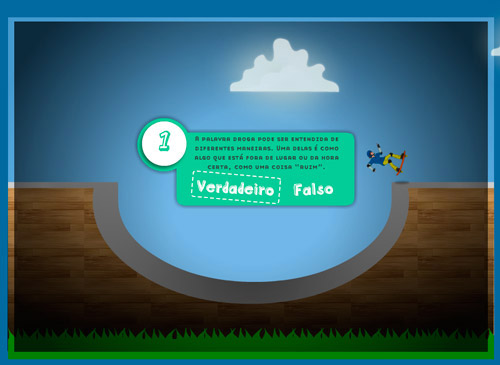 1
A palavra droga pode ser entendida de
diferentes maneiras. Uma delas é como
algo que está fora de lugar ou da hora
certa, como uma coisa "ruim".
Verdadeiro Falso